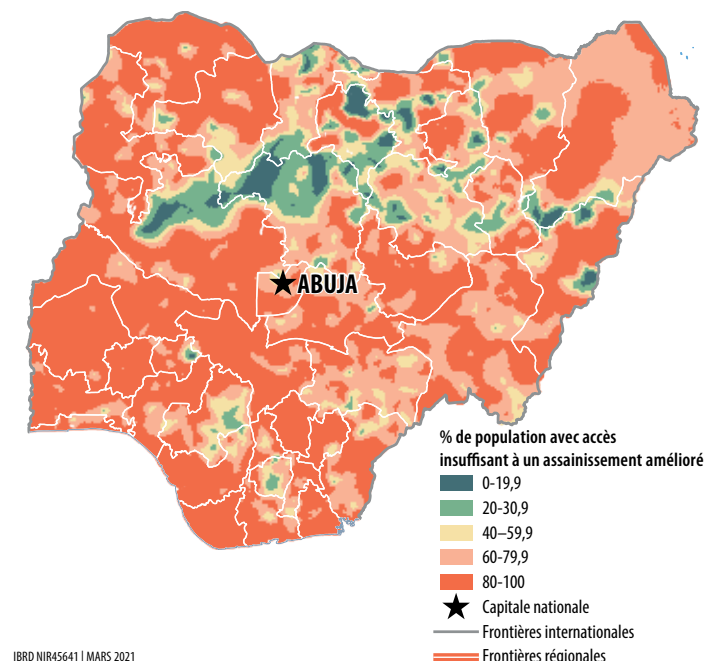 ABUJA
% de population avec accès
insuffisant à un assainissement amélioré
0-19,9
20-30,9
40–59,9
60-79,9
80-100
Capitale nationale
Frontières internationales
Frontières régionales
IBRD NIR45641 | MARS 2021